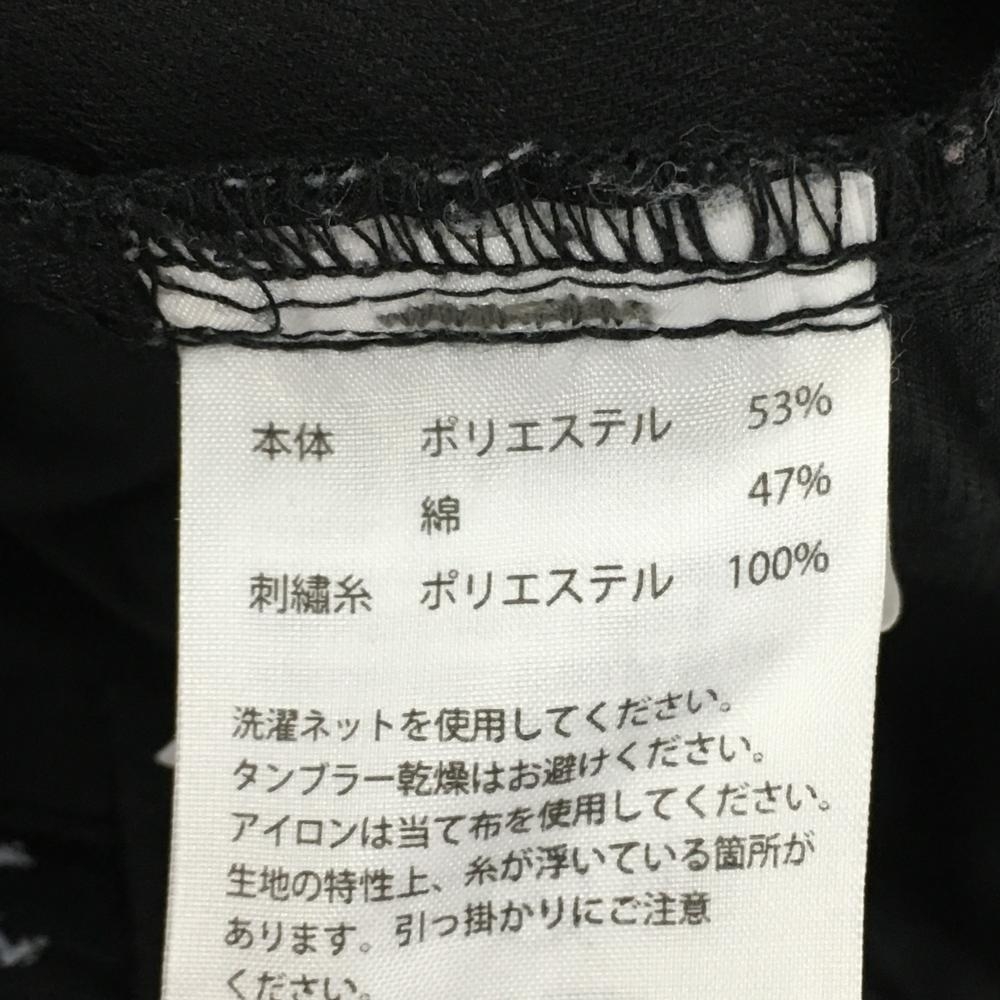 本体 ポリエステル 53%
綿 47%
刺繍糸 ポリエステル 100%
洗濯ネットを使用してください。
タンブラー乾燥はお避けください。
アイロンは当て布を使用してください。
生地の特性上、糸が浮いている箇所が
あります。引っ掛かりにご注意
ください。